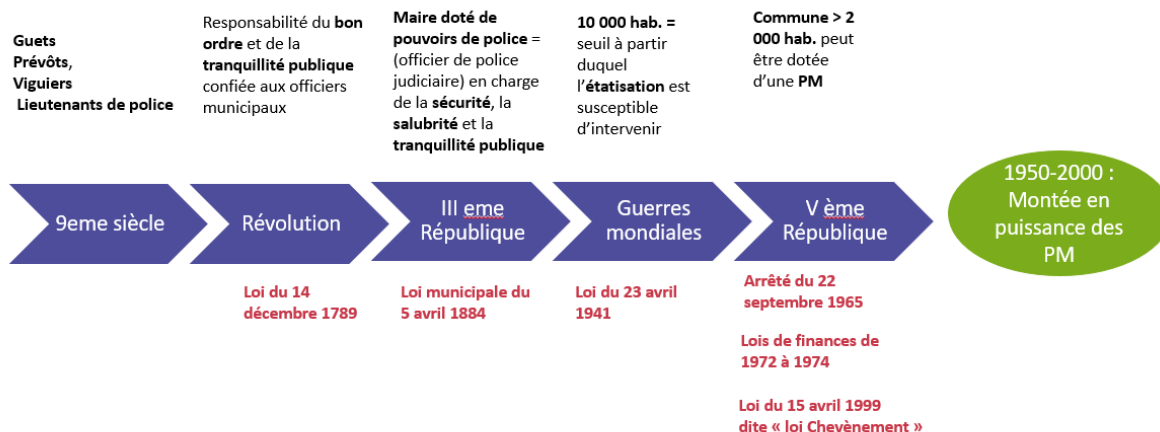 Guets
Prévôts,
Viguiers
Lieutenants de police
Responsabilité du bon
ordre et de la
tranquillité publique
confiée aux officiers
municipaux
Maire doté de
pouvoirs de police =
(officier de police
judiciaire) en charge
de la sécurité, la
salubrité et la
tranquillité publique
10 000 hab. =
seuil à partir
duquel
l’étatisation est
susceptible
d’intervenir
Commune > 2
000 hab. peut
être dotée
d’une PM
9eme siècle
Révolution
III eme
République
Guerres
mondiales
V ème
République
1950-2000 :
Montée en
puissance des
PM
Loi du 14
décembre 1789
Loi municipale du
5 avril 1884
Loi du 23 avril
1941
Arrêté du 22
septembre 1965
Lois de finances de
1972 à 1974
Loi du 15 avril 1999
dite « loi Chevènement »